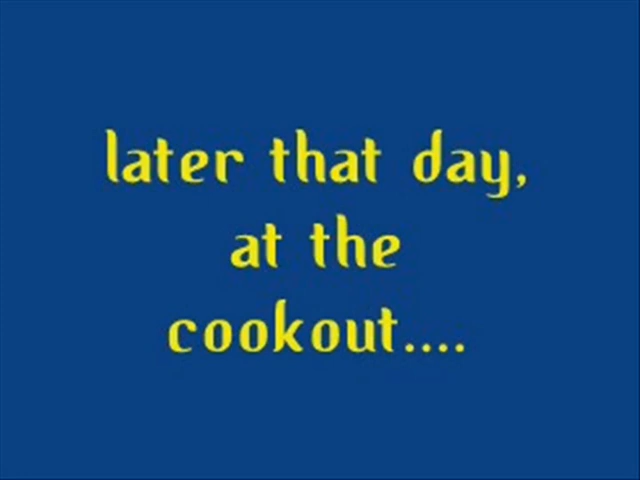 later that day,
at the
cookout....